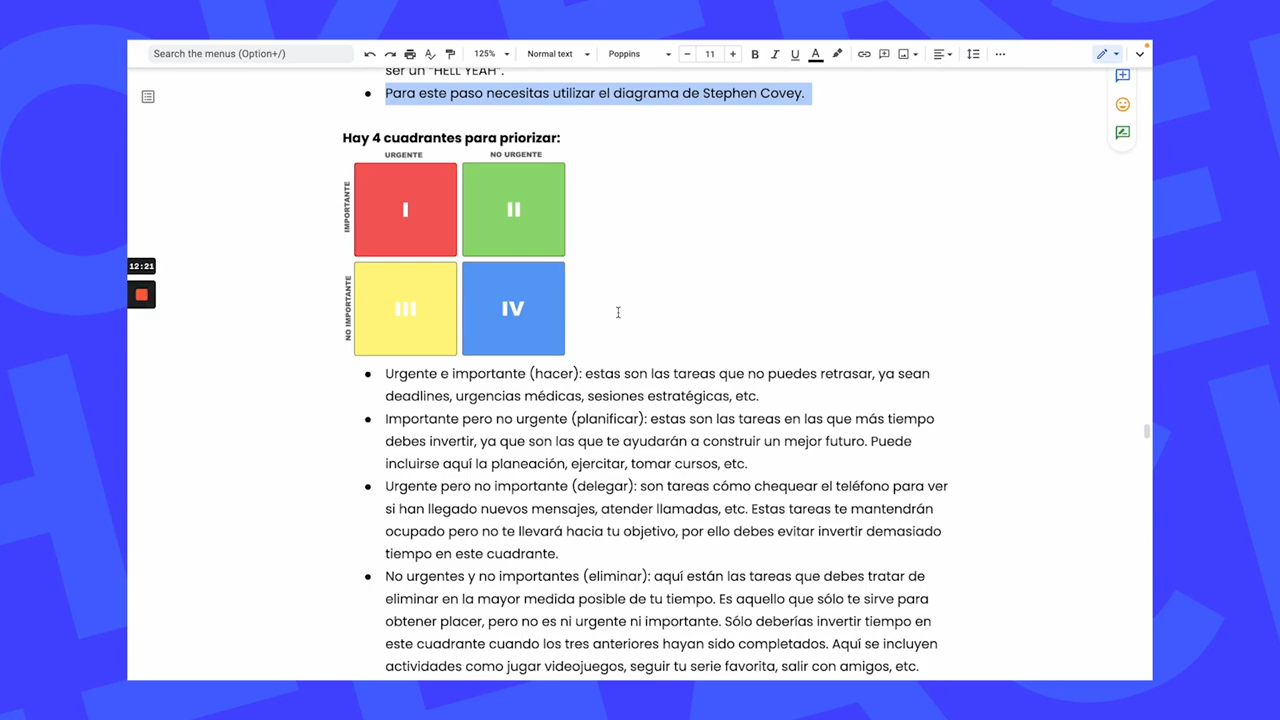 Search the menus (Option+/)
125%
Normal text
Poppins
11
B
I
U
A
ser un "HELL YEAH".
Para este paso necesitas utilizar el diagrama de Stephen Covey.
Hay 4 cuadrantes para priorizar:
URGENTE
NO URGENTE
IMPORTANTE
I
II
12:21
NO IMPORTANTE
III
IV
Urgente e importante (hacer): estas son las tareas que no puedes retrasar, ya sean
deadlines, urgencias médicas, sesiones estratégicas, etc.
Importante pero no urgente (planificar): estas son las tareas en las que más tiempo
debes invertir, ya que son las que te ayudarán a construir un mejor futuro. Puede
incluirse aquí la planeación, ejercitar, tomar cursos, etc.
Urgente pero no importante (delegar): son tareas cómo chequear el teléfono para ver
si han llegado nuevos mensajes, atender llamadas, etc. Estas tareas te mantendrán
ocupado pero no te llevará hacia tu objetivo, por ello debes evitar invertir demasiado
tiempo en este cuadrante.
No urgentes y no importantes (eliminar): aquí están las tareas que debes tratar de
eliminar en la mayor medida posible de tu tiempo. Es aquello que sólo te sirve para
obtener placer, pero no es ni urgente ni importante. Sólo deberías invertir tiempo en
este cuadrante cuando los tres anteriores hayan sido completados. Aquí se incluyen
actividades como jugar videojuegos, seguir tu serie favorita, salir con amigos, etc.